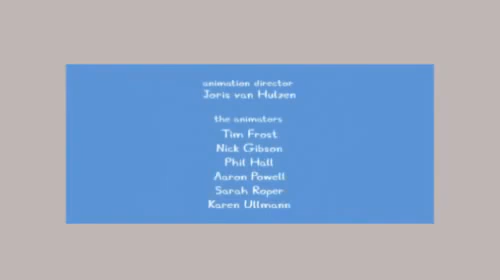 animation director
Joris van Hulzen
the animators
Tim Frost
Nick Gibson
Phil Hall
Aaron Powell
Sarah Roper
Karen Ullmann